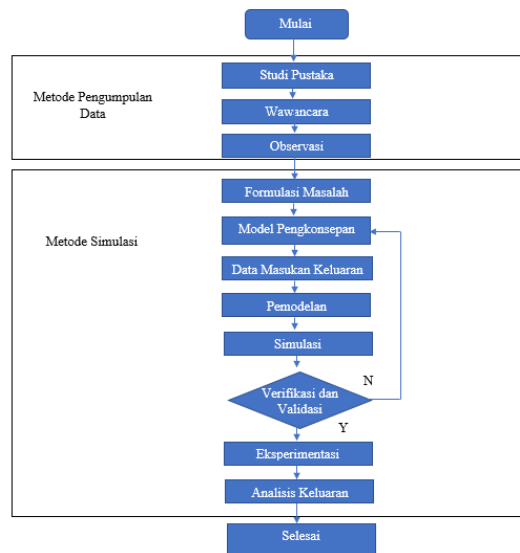 Mulai
Metode Pengumpulan
Data
Studi Pustaka
Wawancara
Observasi
Metode Simulasi
Formulasi Masalah
Model Pengkonsepan
Data Masukan Keluaran
Pemodelan
Simulasi
Verifikasi dan
Validasi
N
Y
Eksperimentasi
Analisis Keluaran
Selesai